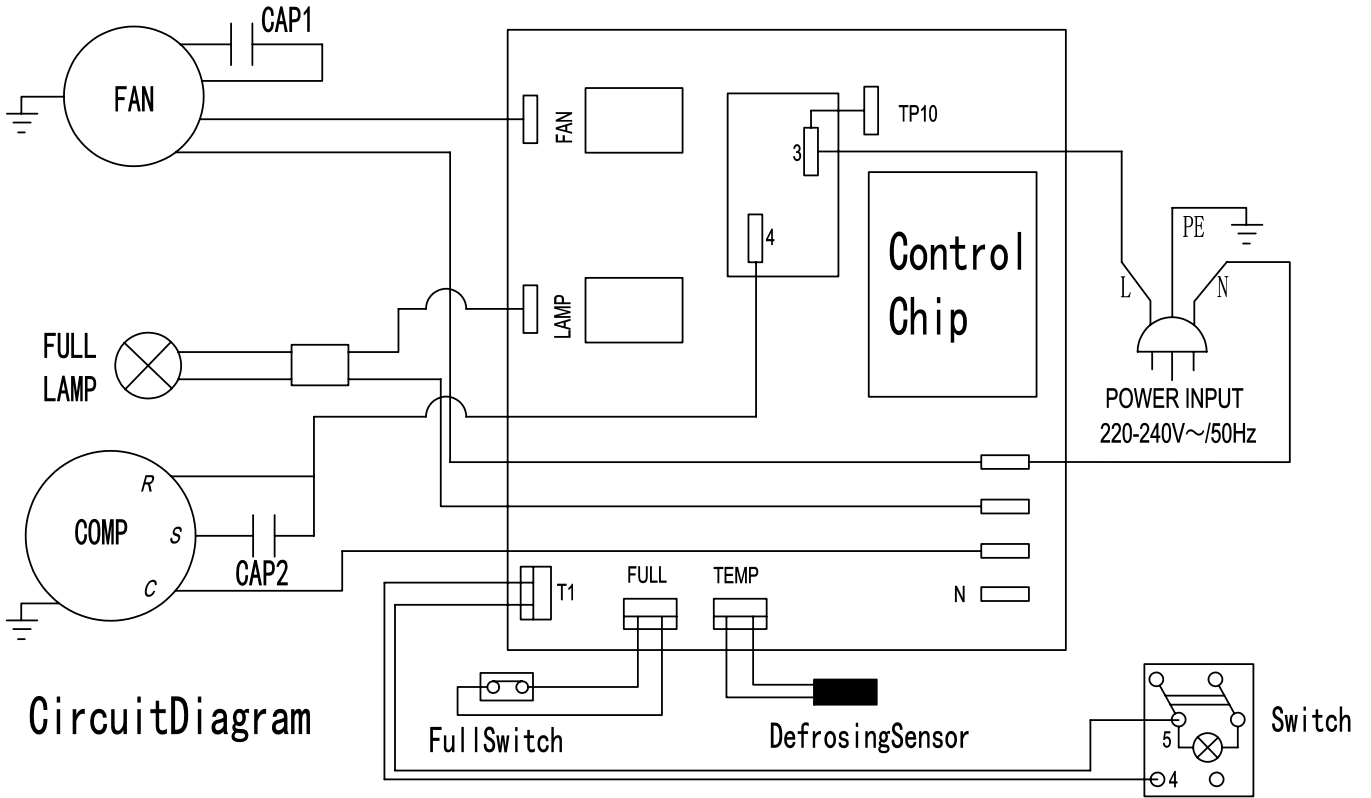 CAP1
FAN
FAN
TP10
3
4
PE
L
N
Control
Chip
LAMP
FULL
LAMP
POWER INPUT
220-240V～/50Hz
R
S
C
COMP
CAP2
T1
FULL
TEMP
N
CircuitDiagram
FullSwitch
DefrosingSensor
5
4
Switch